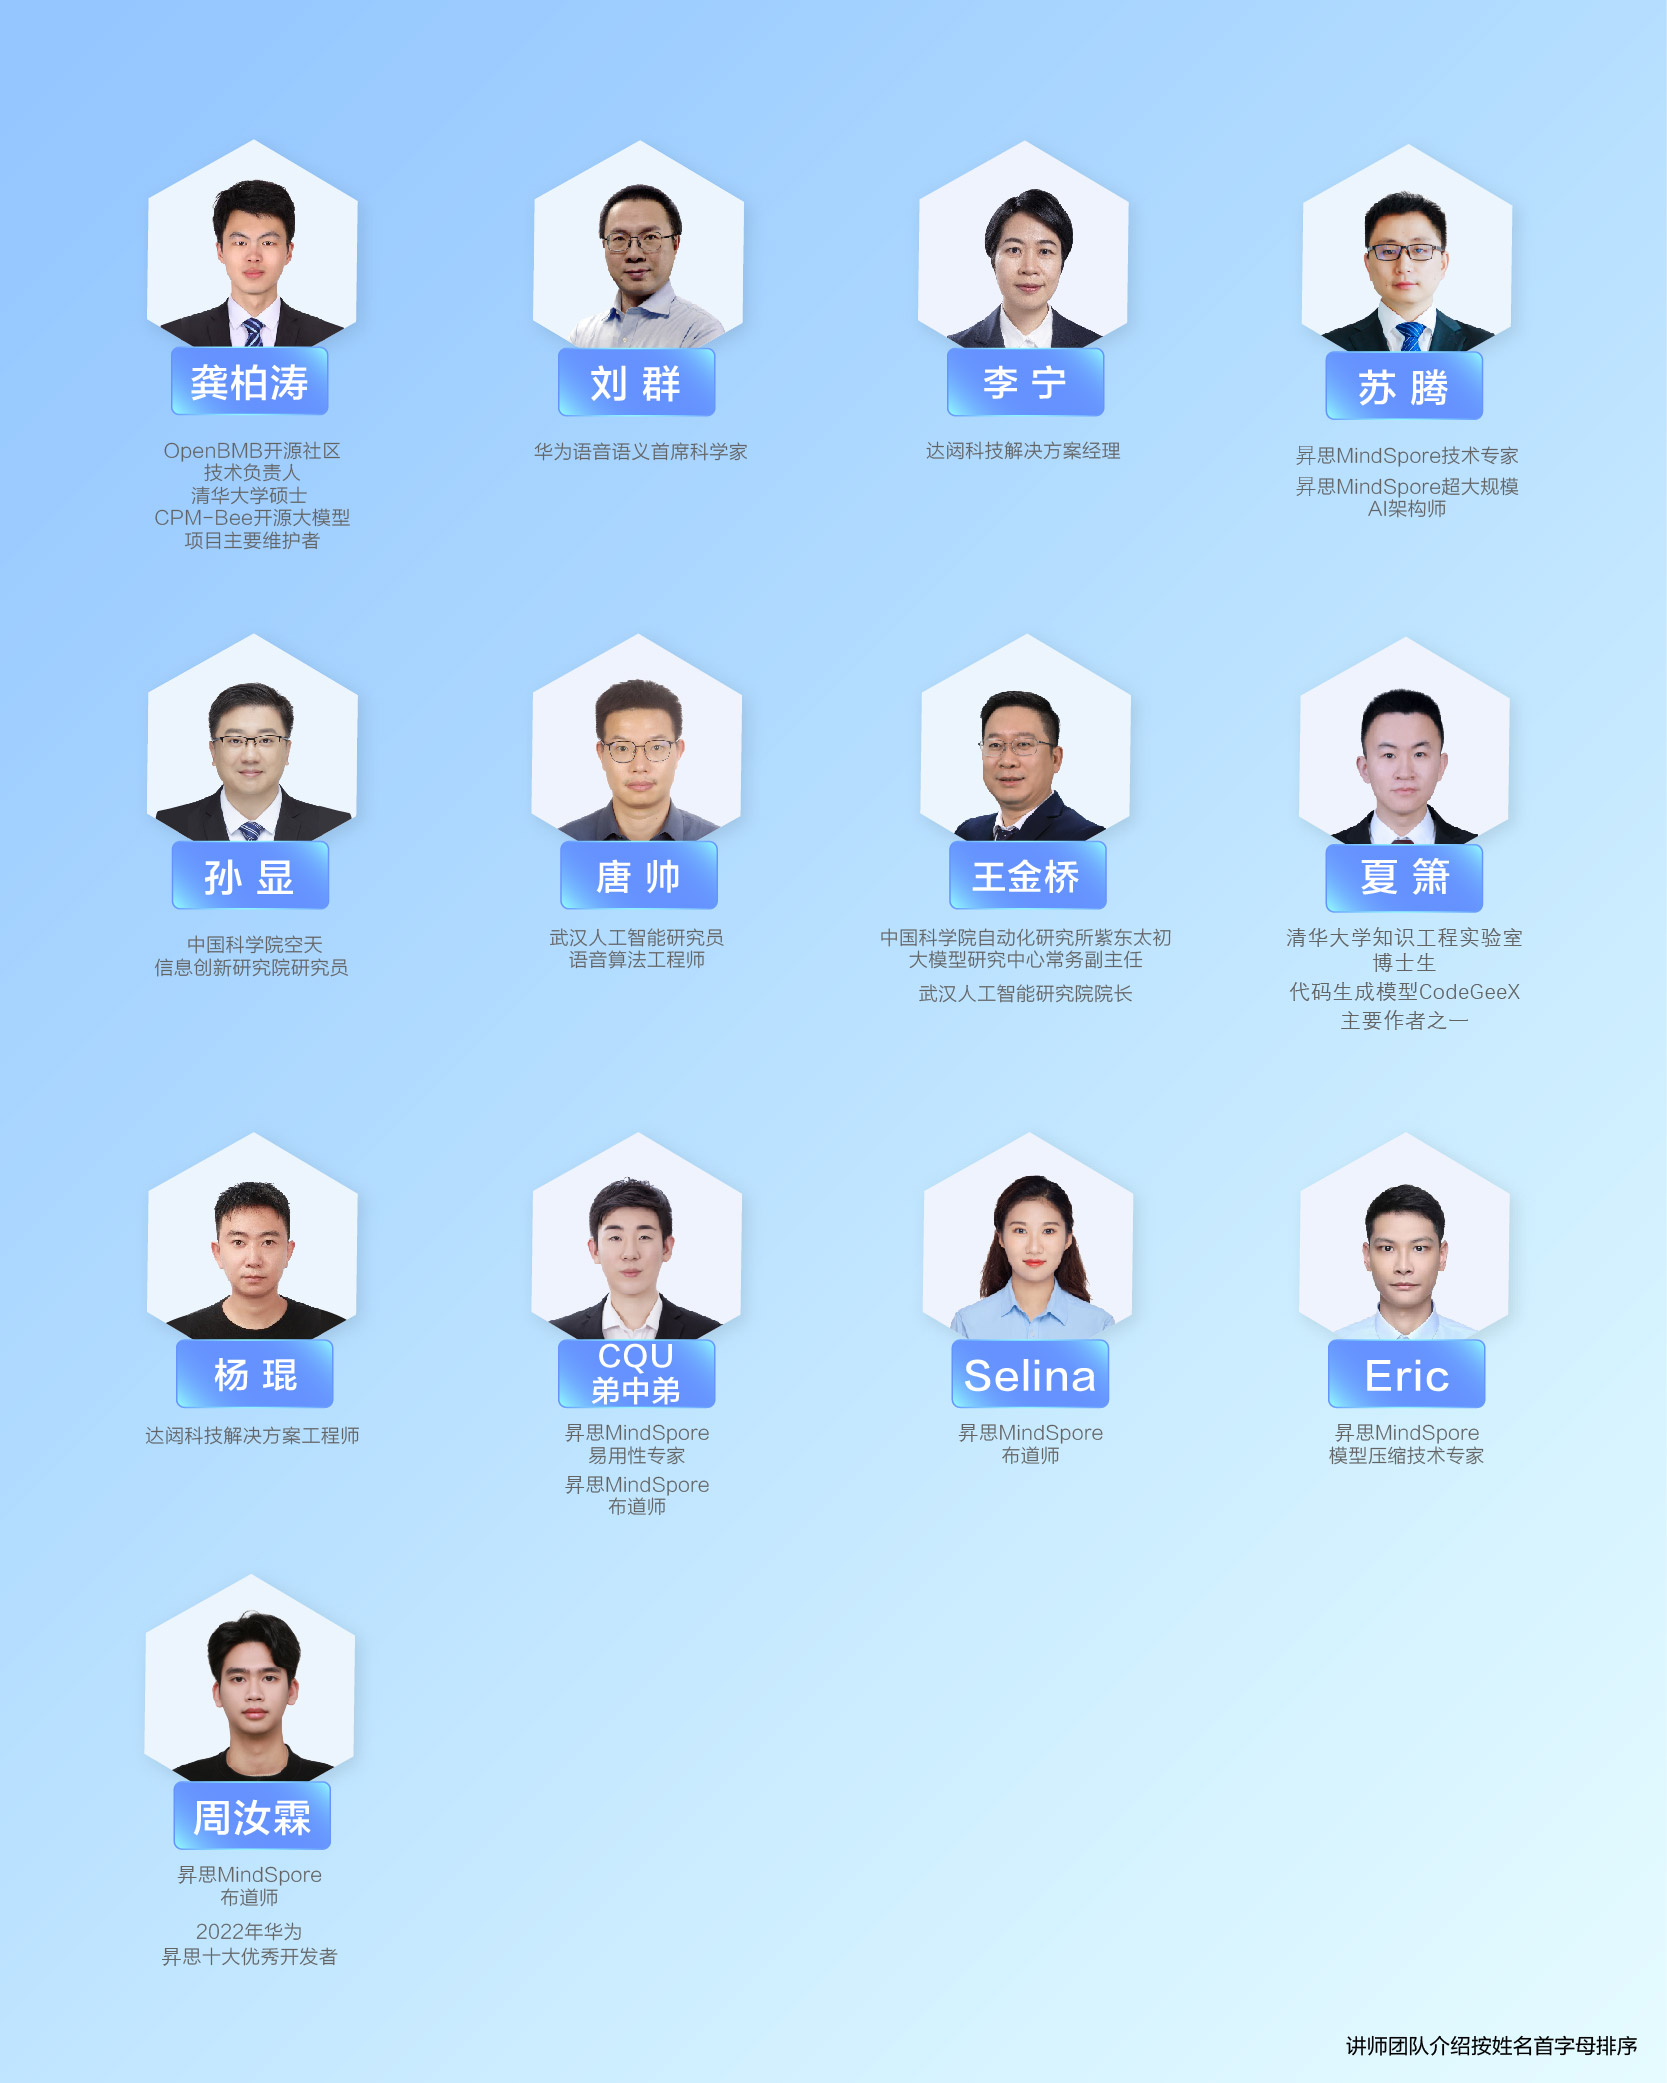 龚柏涛
OpenBMB开源社区
技术负责人
清华大学硕士
CPM-Bee开源大模型
项目主要维护者
刘 群
华为语音语义首席科学家
李 宁
达闼科技解决方案经理
苏 腾
昇思MindSpore技术专家
昇思MindSpore超大规模
AI架构师
孙 显
中国科学院空天
信息创新研究院研究员
唐 帅
武汉人工智能研究员
语音算法工程师
王金桥
中国科学院自动化研究所紫东太初
大模型研究中心常务副主任
武汉人工智能研究院院长
夏 箫
清华大学知识工程实验室
博士生
代码生成模型CodeGeeX
主要作者之一
杨 琨
达闼科技解决方案工程师
CQU
弟中弟
昇思MindSpore
易用性专家
昇思MindSpore
布道师
Selina
昇思MindSpore
布道师
Eric
昇思MindSpore
模型压缩技术专家
周汝霖
昇思MindSpore
布道师
2022年华为
昇思十大优秀开发者
讲师团队介绍按姓名首字母排序